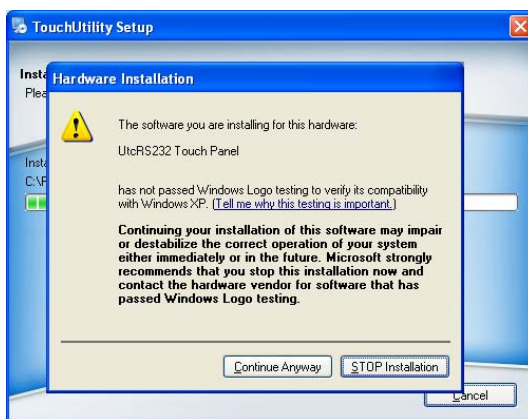 TouchUtility Setup
Insta
Plea
Hardware Installation
The software you are installing for this hardware:
UtcRS232 Touch Panel
Insta
C:\P
has not passed Windows Logo testing to verify its compatibility
with Windows XP. (Tell me why this testing is important.)
Continuing your installation of this software may impair
or destabilize the correct operation of your system
either immediately or in the future. Microsoft strongly
recommends that you stop this installation now and
contact the hardware vendor for software that has
passed Windows Logo testing.
Continue Anyway
STOP Installation
Cancel